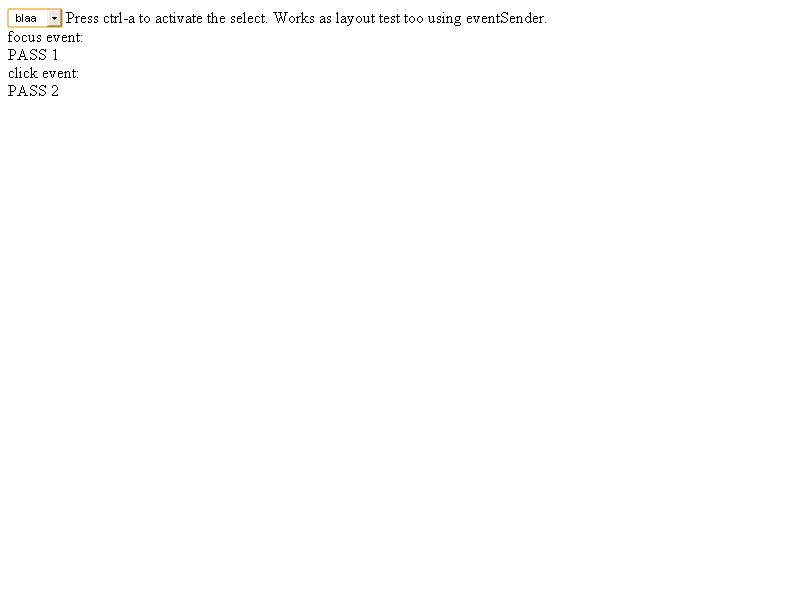 blaa Press ctrl-a to activate the select. Works as layout test too using eventSender.
focus event:
PASS 1
click event:
PASS 2